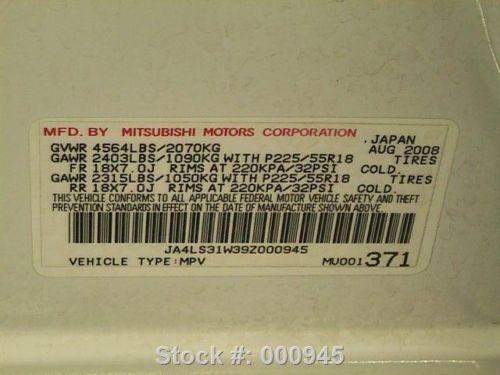 MFD. BY MITSUBISHI MOTORS CORPORATION .JAPAN
GVWR 4564LBS/2070KG AUG 2008
GAWR 2403LBS/1090KG WITH P225/55R18 TIRES
FR 18X7.0J RIMS AT 220KPA/32PSI COLD.
GAWR 2315LBS/1050KG WITH P225/55R18 TIRES
RR 18X7.0J RIMS AT 220KPA/32PSI COLD.
THIS VEHICLE CONFORMS TO ALL APPLICABLE FEDERAL MOTOR VEHICLE SAFETY AND THEFT
PREVENTION STANDARDS IN EFFECT ON THE DATE OF MANUFACTURE SHOWN ABOVE.
JA4LS31W39Z000945
VEHICLE TYPE:MPV MU001371
Stock #: 000945